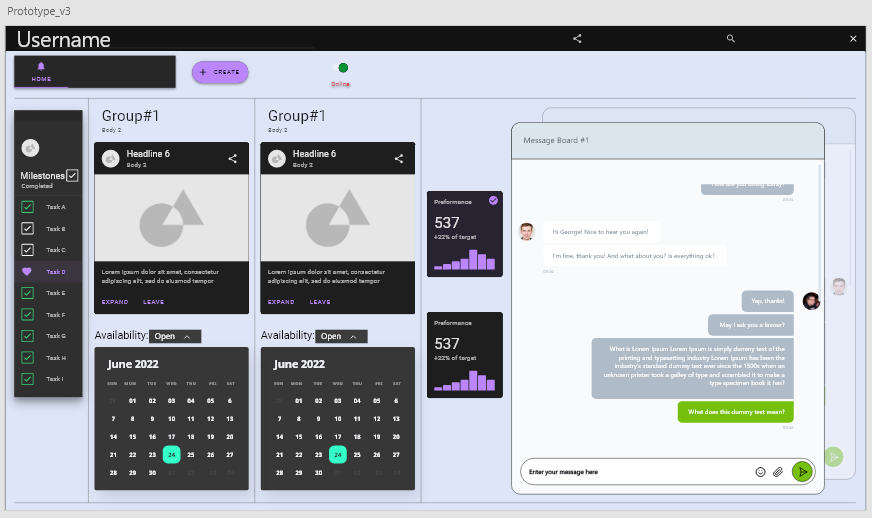 Prototype_v3
Username
HOME
CREATE
Online
Milestones
Completed
Task A
Task B
Task C
Task D
Task E
Task F
Task G
Task H
Task I
Group#1
Body 2
Headline 6
Body 2
Lorem ipsum dolor sit amet, consectetur
adipiscing elit, sed do eiusmod tempor
EXPAND LEAVE
Availability: Open
June 2022
SUN MON TUE WED THU FRI SAT
01 02 03 04 05 6
7 8 9 10 11 12 13
14 15 16 17 18 19 20
21 22 23 24 25 26 27
28 29 30
Group#1
Body 2
Headline 6
Body 2
Lorem ipsum dolor sit amet, consectetur
adipiscing elit, sed do eiusmod tempor
EXPAND LEAVE
Availability: Open
June 2022
SUN MON TUE WED THU FRI SAT
01 02 03 04 05 6
7 8 9 10 11 12 13
14 15 16 17 18 19 20
21 22 23 24 25 26 27
28 29 30
Preformance
537
+22% of target
Preformance
537
+22% of target
Message Board #1
Hi George! Nice to hear you again!
I'm fine, thank you! And what about you? Is everything ok?
Yep, thanks!
May I ask you a favour?
What is Lorem Ipsum Lorem Ipsum is simply dummy text of the
printing and typesetting industry Lorem Ipsum has been the
industry's standard dummy text ever since the 1500s when an
unknown printer took a galley of type and scrambled it to make a
type specimen book it has?
What does this dummy text mean?
Enter your message here